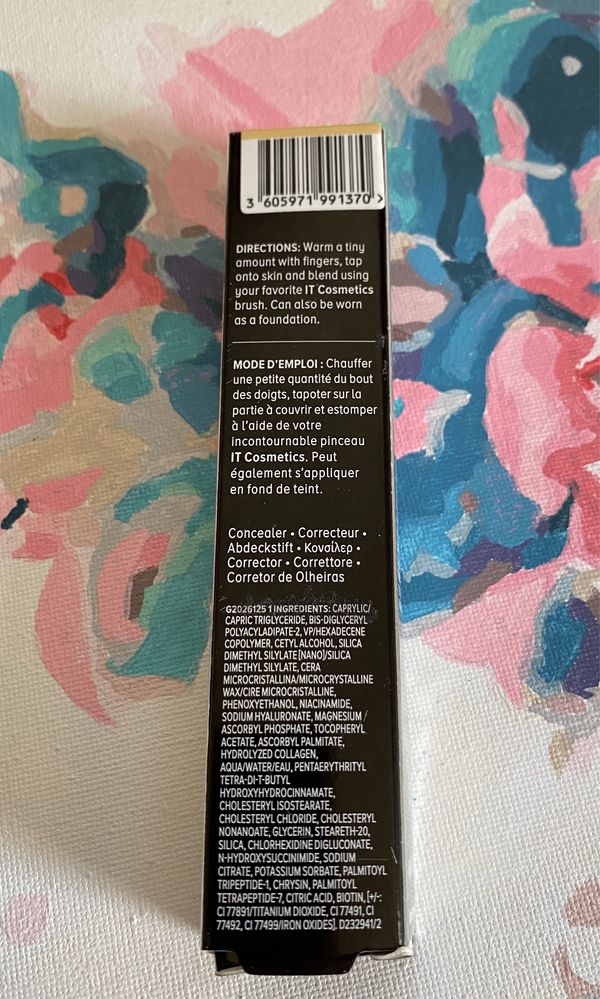 3 605971 991370 >
DIRECTIONS: Warm a tiny
amount with fingers, tap
onto skin and blend using
your favorite IT Cosmetics
brush. Can also be worn
as a foundation.
MODE D'EMPLOI : Chauffer
une petite quantité du bout
des doigts, tapoter sur la
partie à couvrir et estomper
à l'aide de votre
incontournable pinceau
IT Cosmetics. Peut
également s'appliquer
en fond de teint.
Concealer • Correcteur •
Abdeckstift • Κονσίλερ •
Corrector • Correttore •
Corretor de Olheiras
G2026125 1 INGREDIENTS: CAPRYLIC/
CAPRIC TRIGLYCERIDE, BIS-DIGLYCERYL
POLYACYLADIPATE-2, VP/HEXADECENE
COPOLYMER, CETYL ALCOHOL, SILICA
DIMETHYL SILYLATE [NANO]/SILICA
DIMETHYL SILYLATE, CERA
MICROCRISTALLINA/MICROCRYSTALLINE
WAX/CIRE MICROCRISTALLINE,
PHENOXYETHANOL, NIACINAMIDE,
SODIUM HYALURONATE, MAGNESIUM
ASCORBYL PHOSPHATE, TOCOPHERYL
ACETATE, ASCORBYL PALMITATE,
HYDROLYZED COLLAGEN,
AQUA/WATER/EAU, PENTAERYTHRITYL
TETRA-DI-T-BUTYL
HYDROXYHYDROCINNAMATE,
CHOLESTERYL ISOSTEARATE,
CHOLESTERYL CHLORIDE, CHOLESTERYL
NONANOATE, GLYCERIN, STEARETH-20,
SILICA, CHLORHEXIDINE DIGLUCONATE,
N-HYDROXYSUCCINIMIDE, SODIUM
CITRATE, POTASSIUM SORBATE, PALMITOYL
TRIPEPTIDE-1, CHRYSIN, PALMITOYL
TETRAPEPTIDE-7, CITRIC ACID, BIOTIN, [+/-:
CI 77891/TITANIUM DIOXIDE, CI 77491, CI
77492, CI 77499/IRON OXIDES]. D232941/2